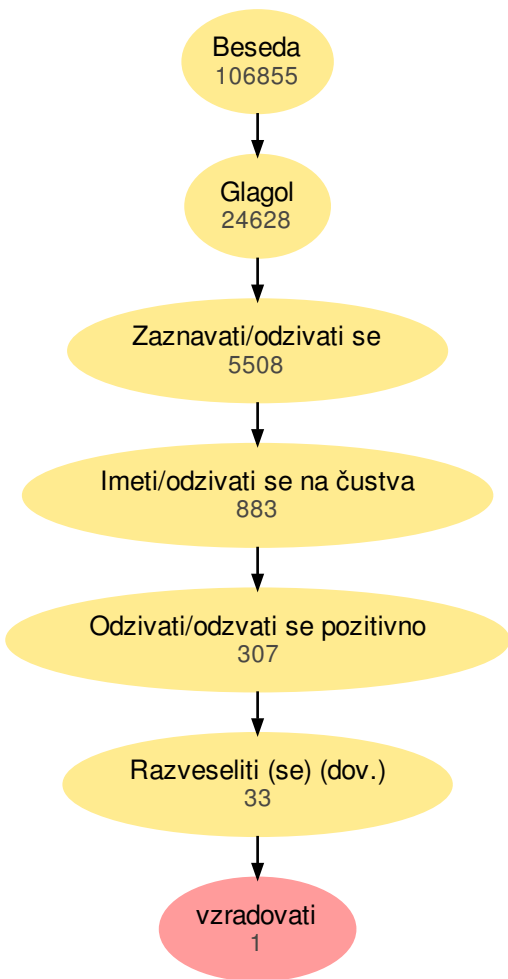 Beseda
106855
Glagol
24628
Zaznavati/odzivati se
5508
Imeti/odzivati se na čustva
883
Odzivati/odzvati se pozitivno
307
Razveseliti (se) (dov.)
33
vzradovati
1